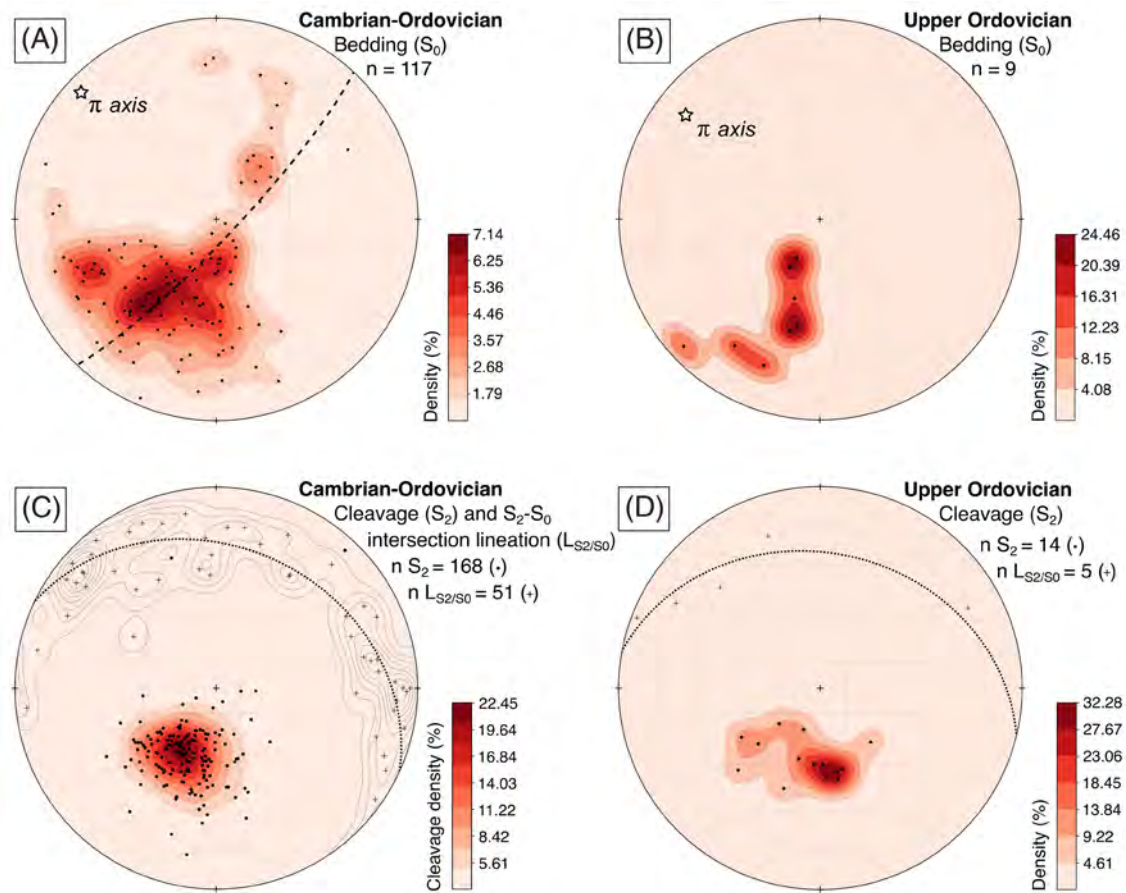 (A)
Cambrian-Ordovician
Bedding (S₀)
n = 117
π axis
7.14
6.25
5.36
4.46
3.57
2.68
1.79
Density (%)
(B)
Upper Ordovician
Bedding (S₀)
n = 9
π axis
24.46
20.39
16.31
12.23
8.15
4.08
Density (%)
(C)
Cambrian-Ordovician
Cleavage (S₂) and S₂-S₀
intersection lineation (L_S2/S0)
n S₂ = 168 (•)
n L_S2/S0 = 51 (+)
22.45
19.64
16.84
14.03
11.22
8.42
5.61
Cleavage density (%)
(D)
Upper Ordovician
Cleavage (S₂)
n S₂ = 14 (•)
n L_S2/S0 = 5 (+)
32.28
27.67
23.06
18.45
13.84
9.22
4.61
Density (%)